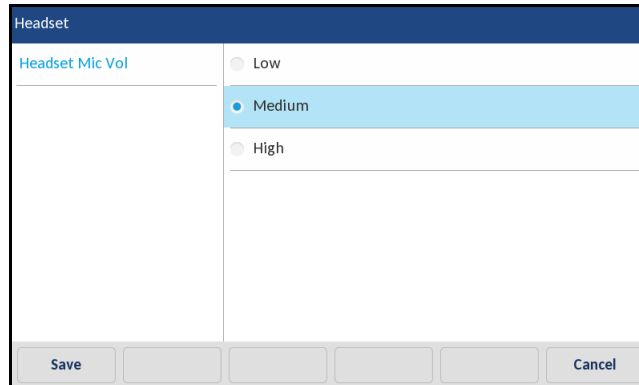 Headset
Headset Mic Vol
Low
Medium
High
Save
Cancel